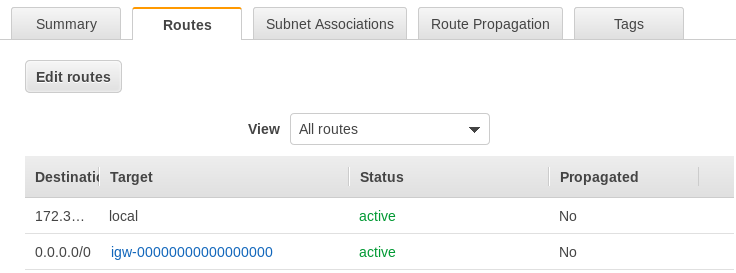 Summary Routes Subnet Associations Route Propagation Tags
Edit routes
View All routes
Destinatio Target Status Propagated
172.3... local active No
0.0.0.0/0 igw-00000000000000000 active No